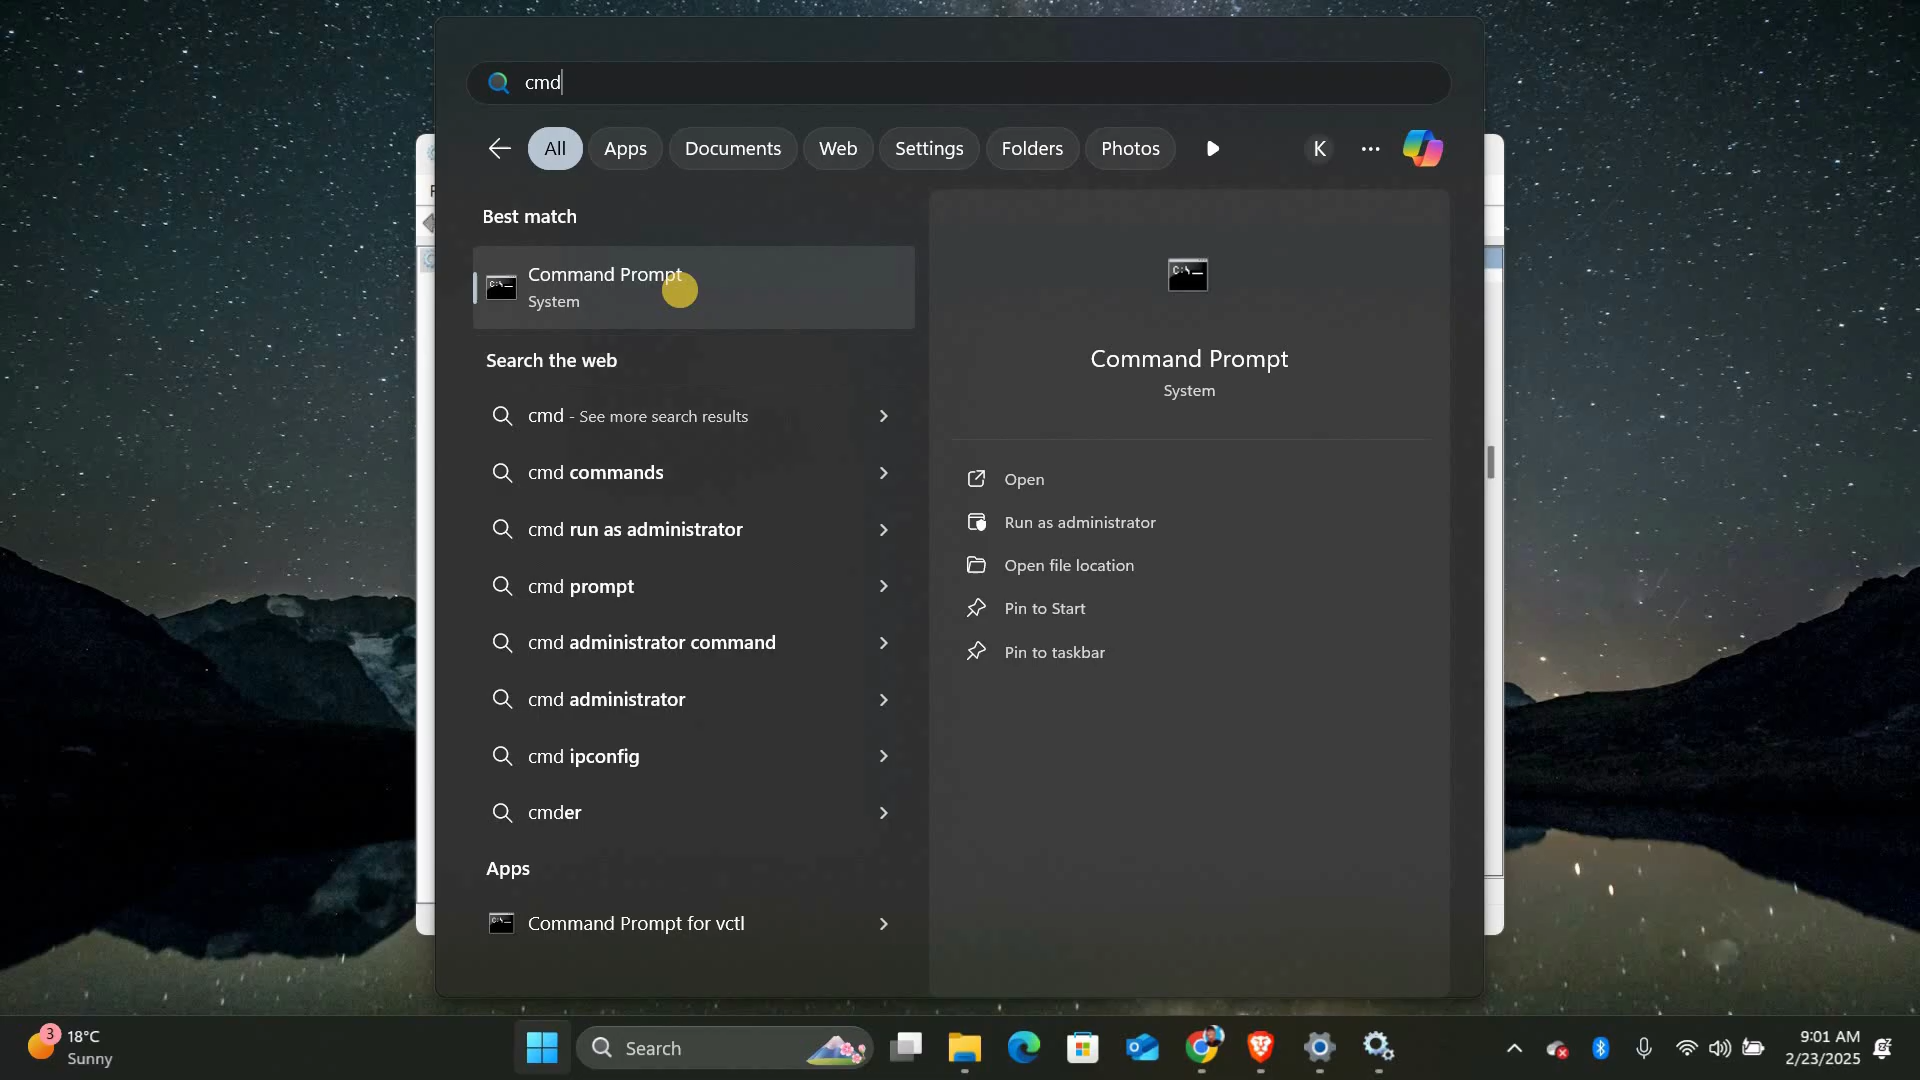 cmd
All
Apps
Documents
Web
Settings
Folders
Photos
K
Best match
Command Prompt
System
Search the web
cmd - See more search results
cmd commands
cmd run as administrator
cmd prompt
cmd administrator command
cmd administrator
cmd ipconfig
cmder
Apps
Command Prompt for vctl
Command Prompt
System
Open
Run as administrator
Open file location
Pin to Start
Pin to taskbar
3
18°C
Sunny
Search
9:01 AM
2/23/2025